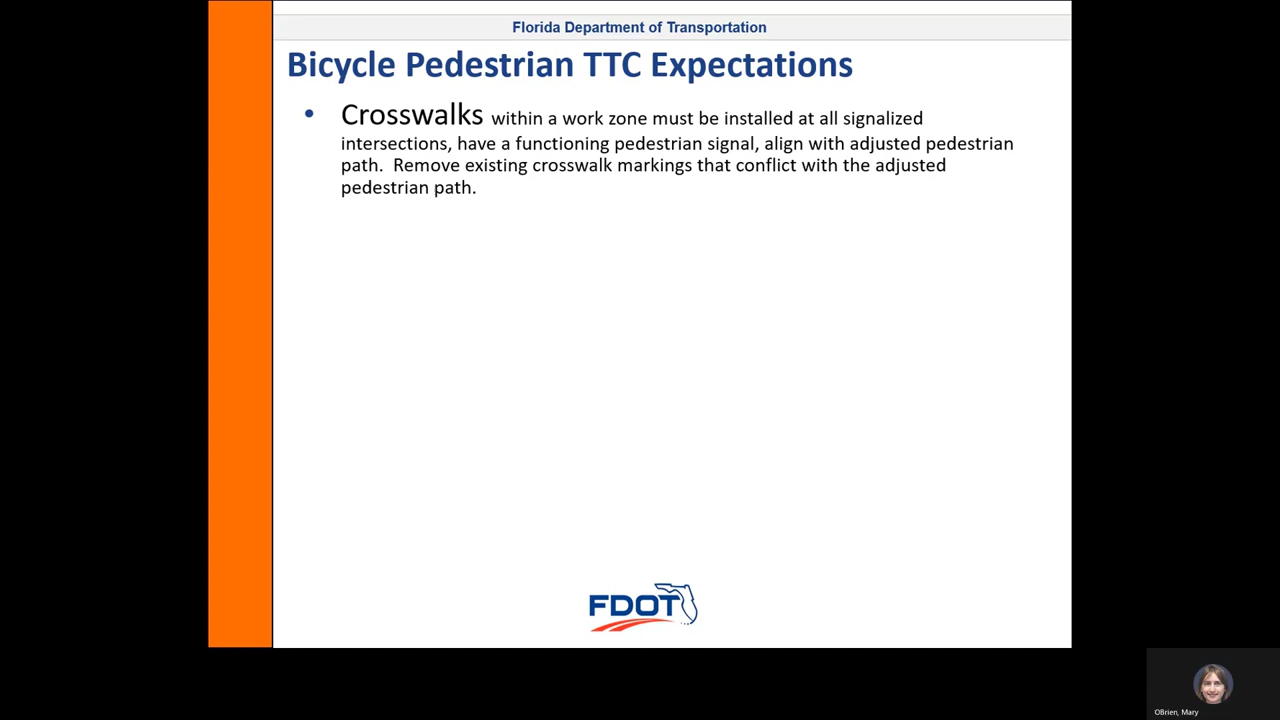 Florida Department of Transportation
Bicycle Pedestrian TTC Expectations
• Crosswalks within a work zone must be installed at all signalized
intersections, have a functioning pedestrian signal, align with adjusted pedestrian
path.  Remove existing crosswalk markings that conflict with the adjusted
pedestrian path.
FDOT
OBrien, Mary